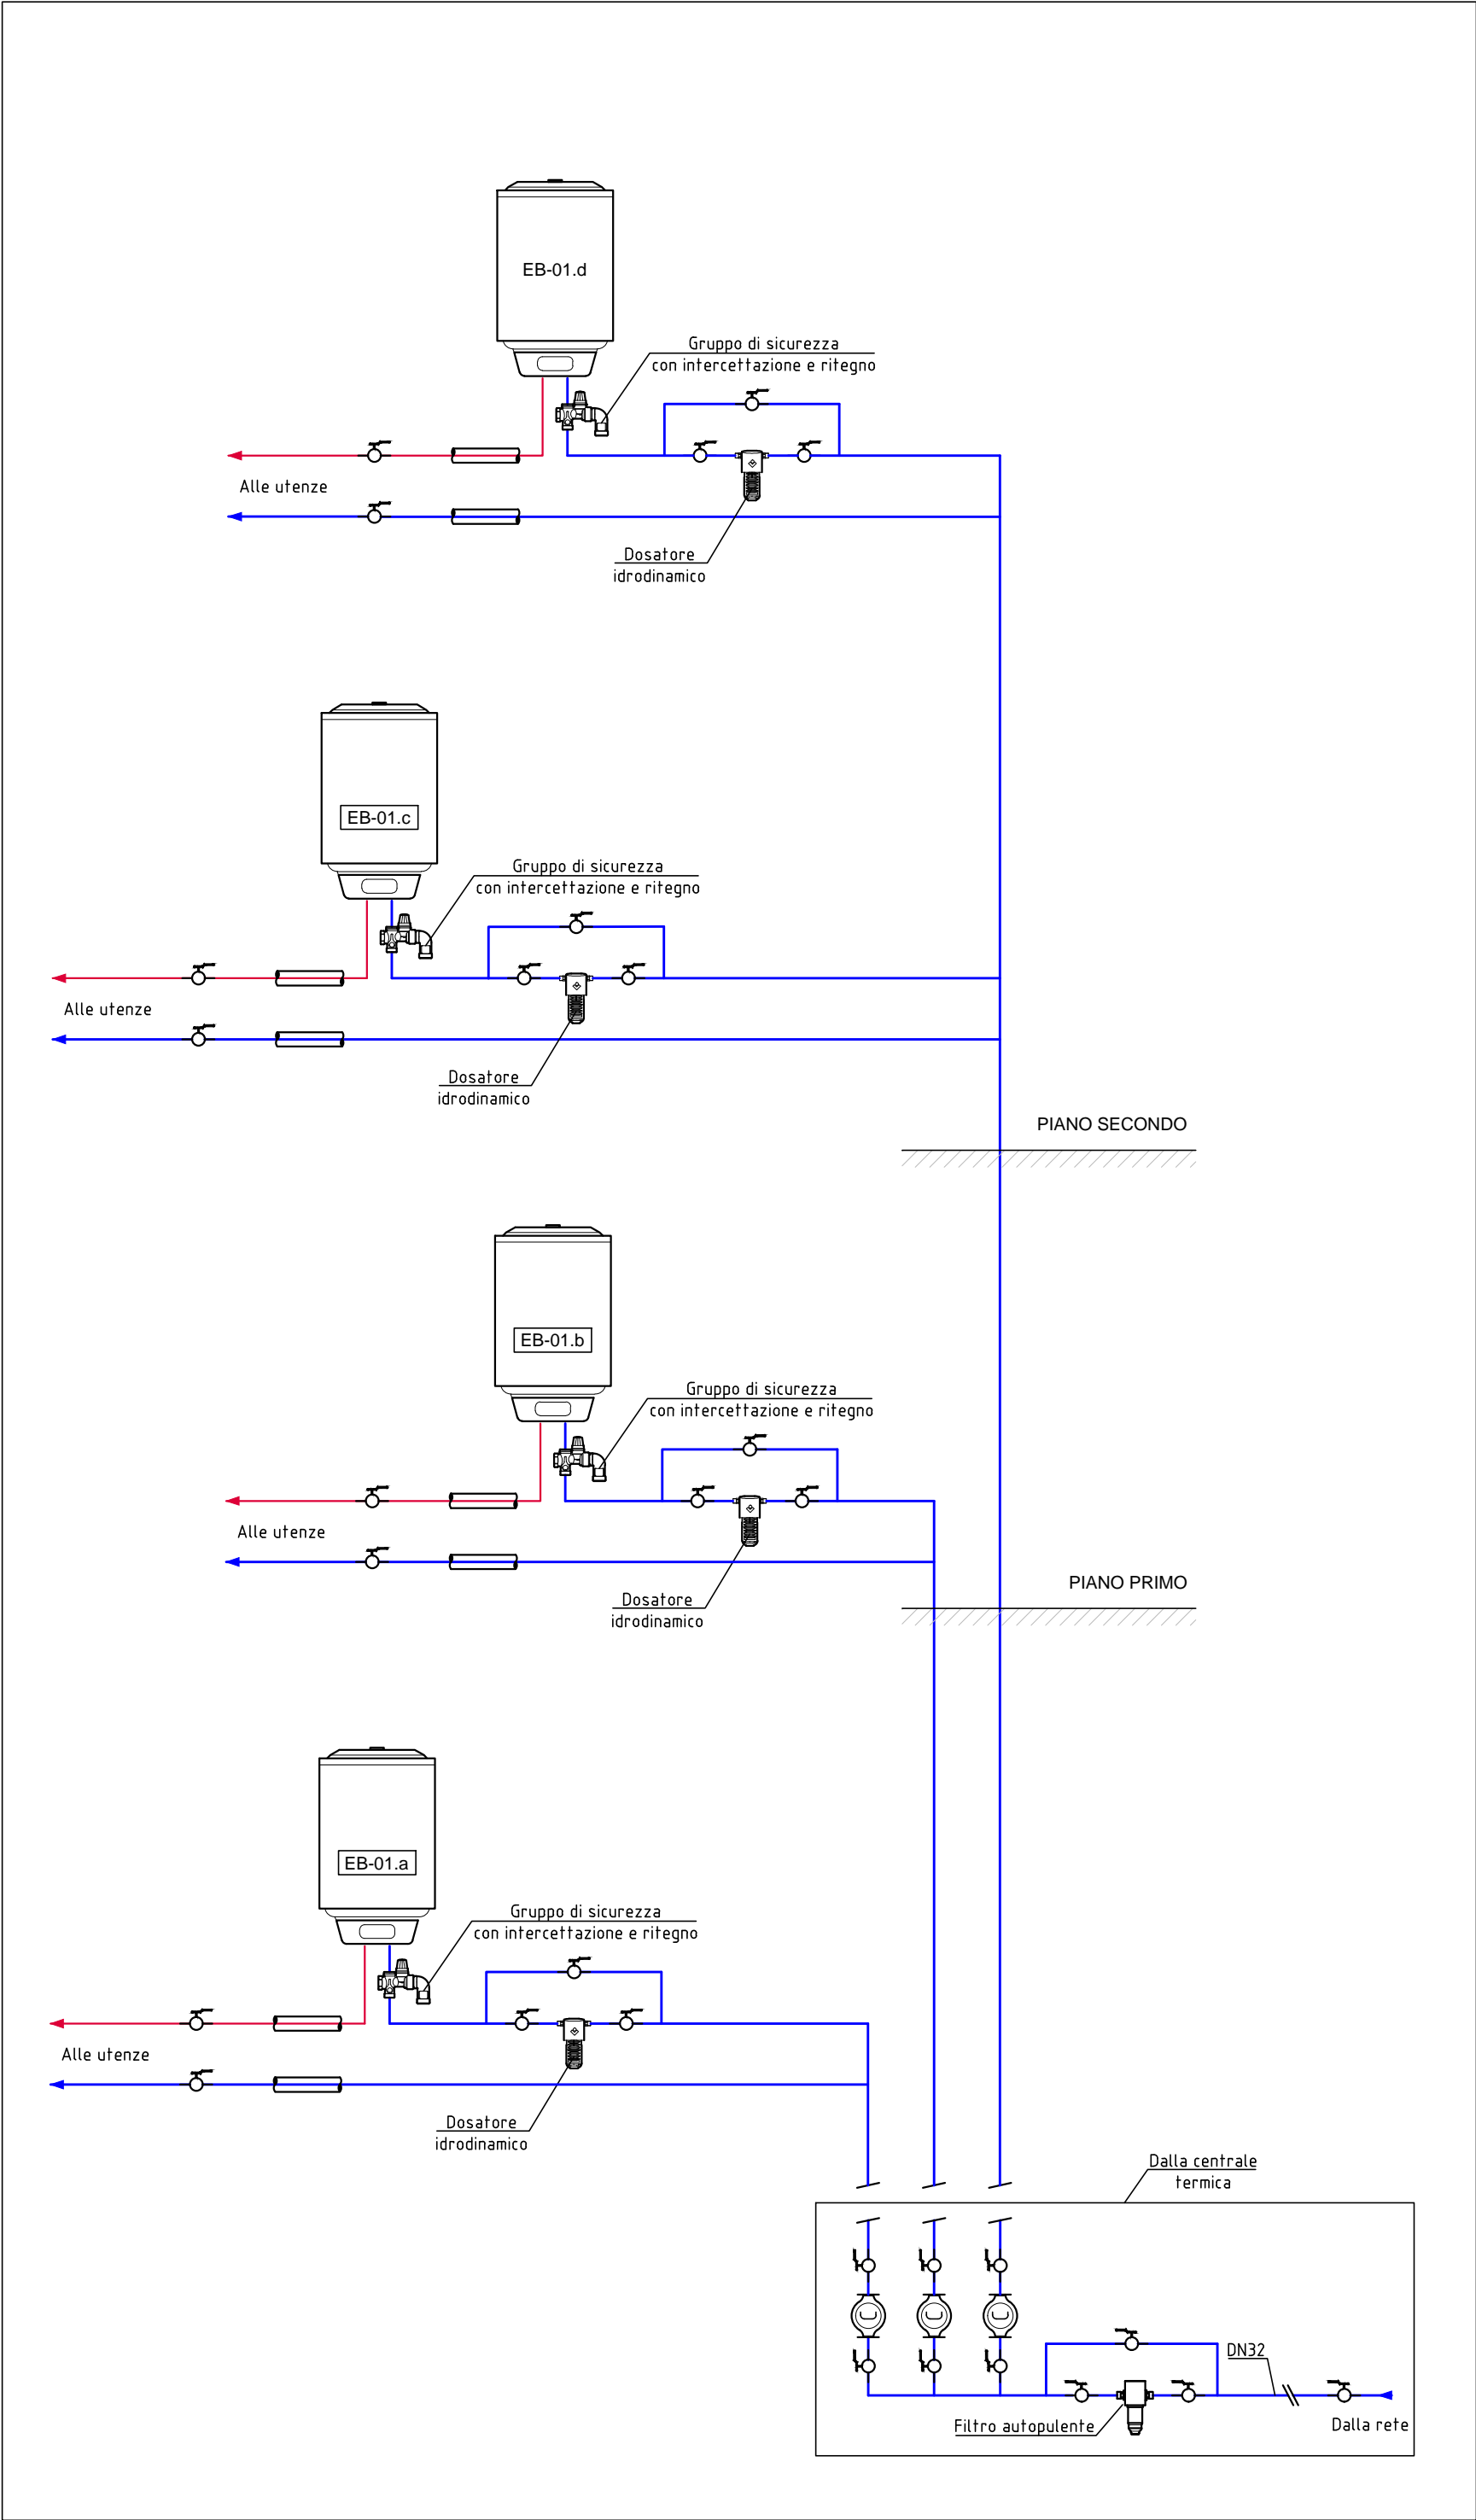 EB-01.d
Gruppo di sicurezza
con intercettazione e ritegno
Alle utenze
Dosatore
idrodinamico
EB-01.c
Gruppo di sicurezza
con intercettazione e ritegno
Alle utenze
Dosatore
idrodinamico
PIANO SECONDO
EB-01.b
Gruppo di sicurezza
con intercettazione e ritegno
Alle utenze
Dosatore
idrodinamico
PIANO PRIMO
EB-01.a
Gruppo di sicurezza
con intercettazione e ritegno
Alle utenze
Dosatore
idrodinamico
Dalla centrale
termica
DN32
Filtro autopulente
Dalla rete